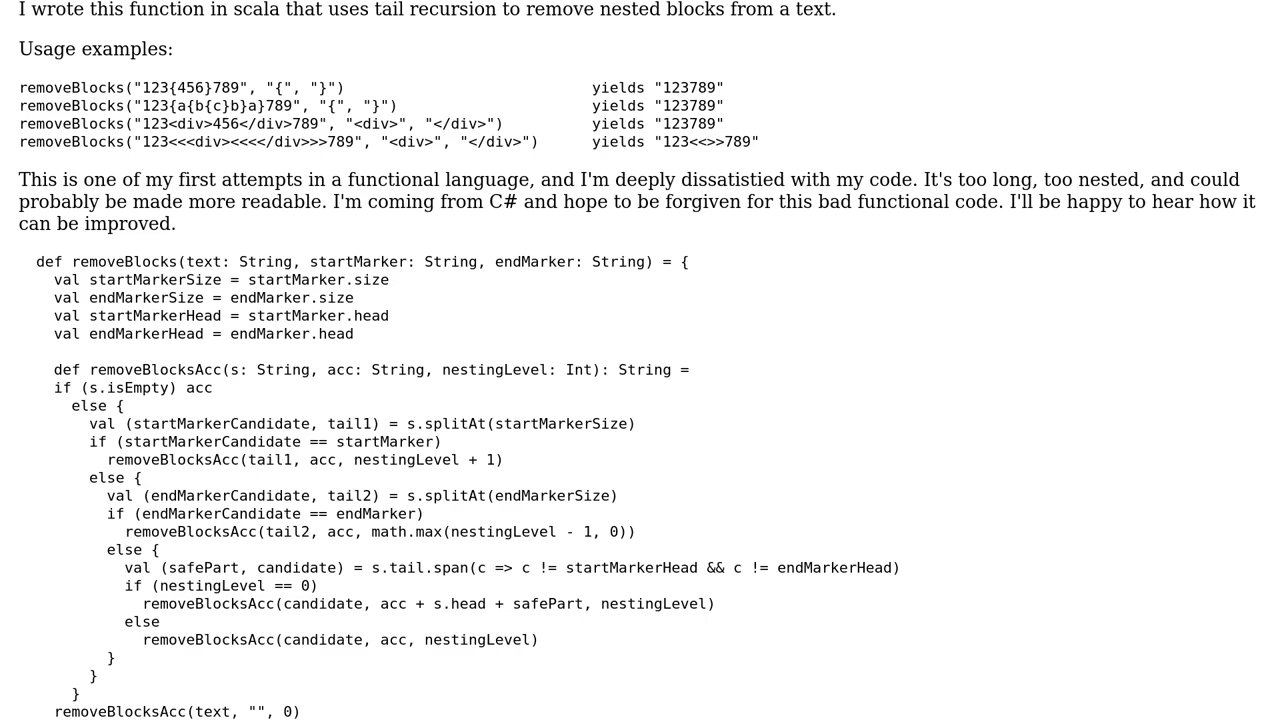 I wrote this function in scala that uses tail recursion to remove nested blocks from a text.
Usage examples:
removeBlocks("123{456}789", "{", "}")                            yields "123789"
removeBlocks("123{a{b{c}b}a}789", "{", "}")                      yields "123789"
removeBlocks("123<div>456</div>789", "<div>", "</div>")          yields "123789"
removeBlocks("123<<<div><<<</div>>>789", "<div>", "</div>")      yields "123<<>>789"
This is one of my first attempts in a functional language, and I'm deeply dissatistied with my code. It's too long, too nested, and could
probably be made more readable. I'm coming from C# and hope to be forgiven for this bad functional code. I'll be happy to hear how it
can be improved.
  def removeBlocks(text: String, startMarker: String, endMarker: String) = {
    val startMarkerSize = startMarker.size
    val endMarkerSize = endMarker.size
    val startMarkerHead = startMarker.head
    val endMarkerHead = endMarker.head
    def removeBlocksAcc(s: String, acc: String, nestingLevel: Int): String =
    if (s.isEmpty) acc
      else {
        val (startMarkerCandidate, tail1) = s.splitAt(startMarkerSize)
        if (startMarkerCandidate == startMarker)
          removeBlocksAcc(tail1, acc, nestingLevel + 1)
        else {
          val (endMarkerCandidate, tail2) = s.splitAt(endMarkerSize)
          if (endMarkerCandidate == endMarker)
            removeBlocksAcc(tail2, acc, math.max(nestingLevel - 1, 0))
          else {
            val (safePart, candidate) = s.tail.span(c => c != startMarkerHead && c != endMarkerHead)
            if (nestingLevel == 0)
              removeBlocksAcc(candidate, acc + s.head + safePart, nestingLevel)
            else
              removeBlocksAcc(candidate, acc, nestingLevel)
          }
        }
      }
    removeBlocksAcc(text, "", 0)